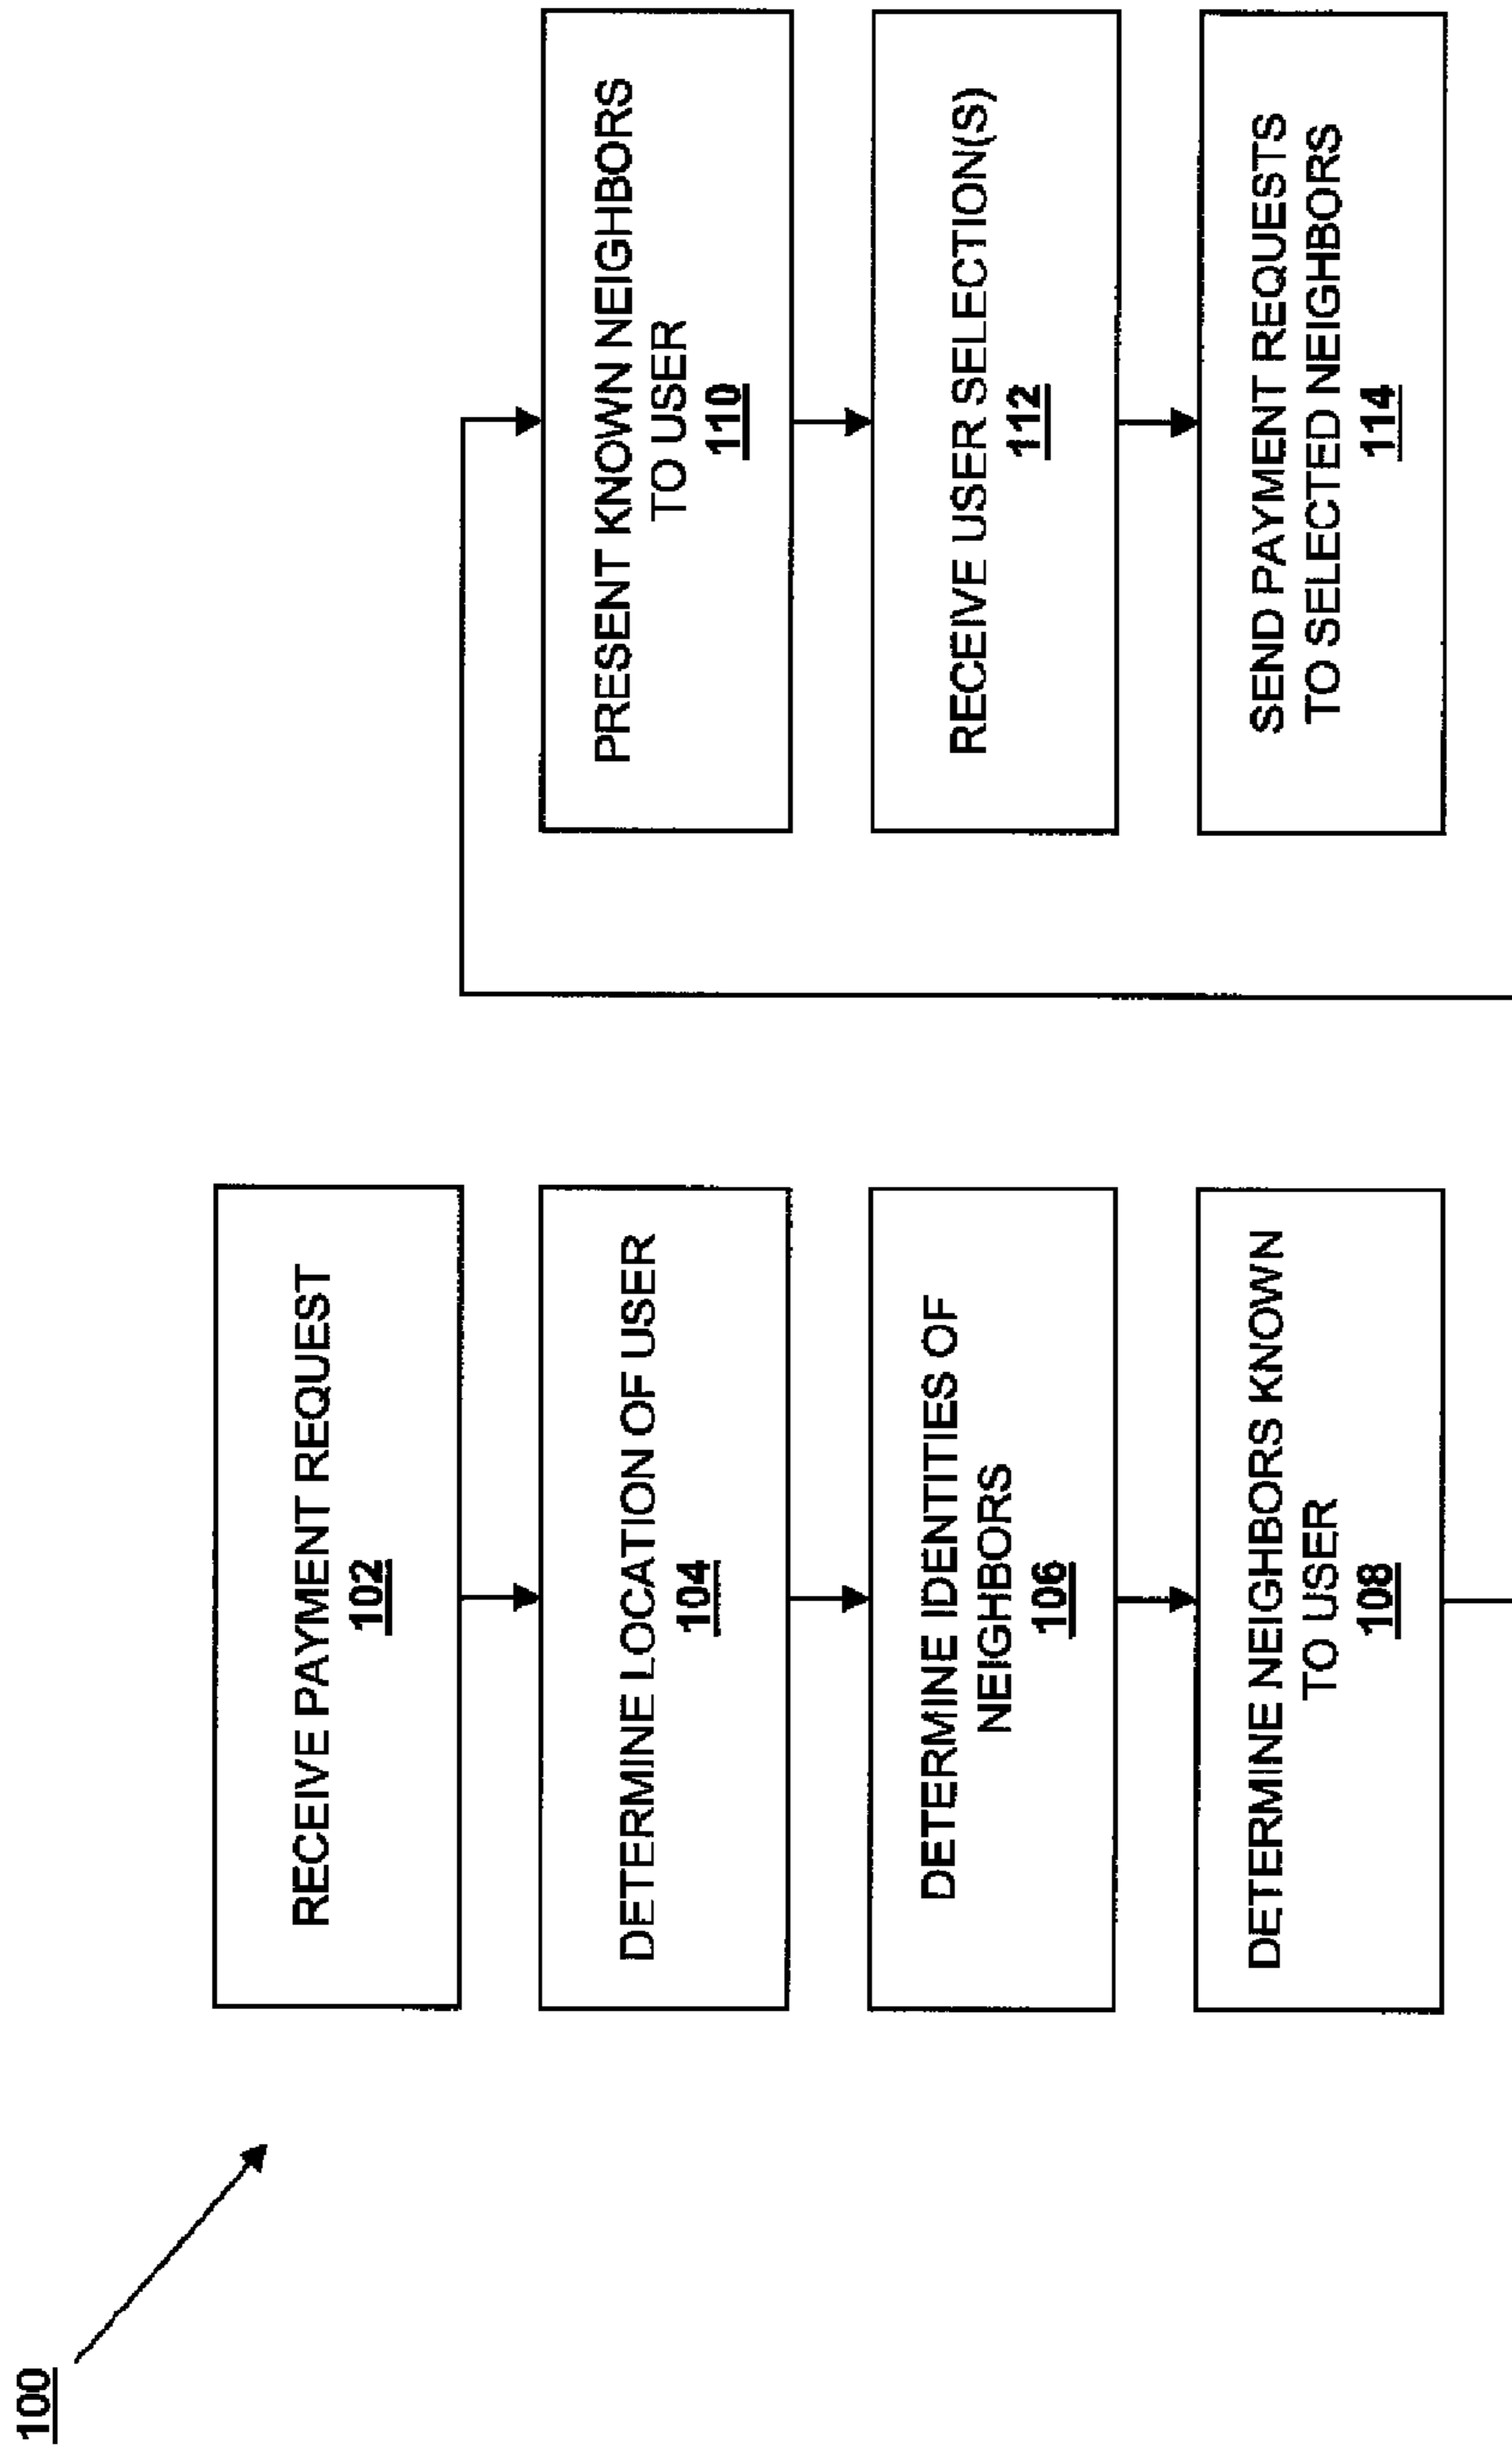 100
RECEIVE PAYMENT REQUEST
102
DETERMINE LOCATION OF USER
104
DETERMINE IDENTITIES OF
NEIGHBORS
106
DETERMINE NEIGHBORS KNOWN
TO USER
108
PRESENT KNOWN NEIGHBORS
TO USER
110
RECEIVE USER SELECTION(S)
112
SEND PAYMENT REQUESTS
TO SELECTED NEIGHBORS
114